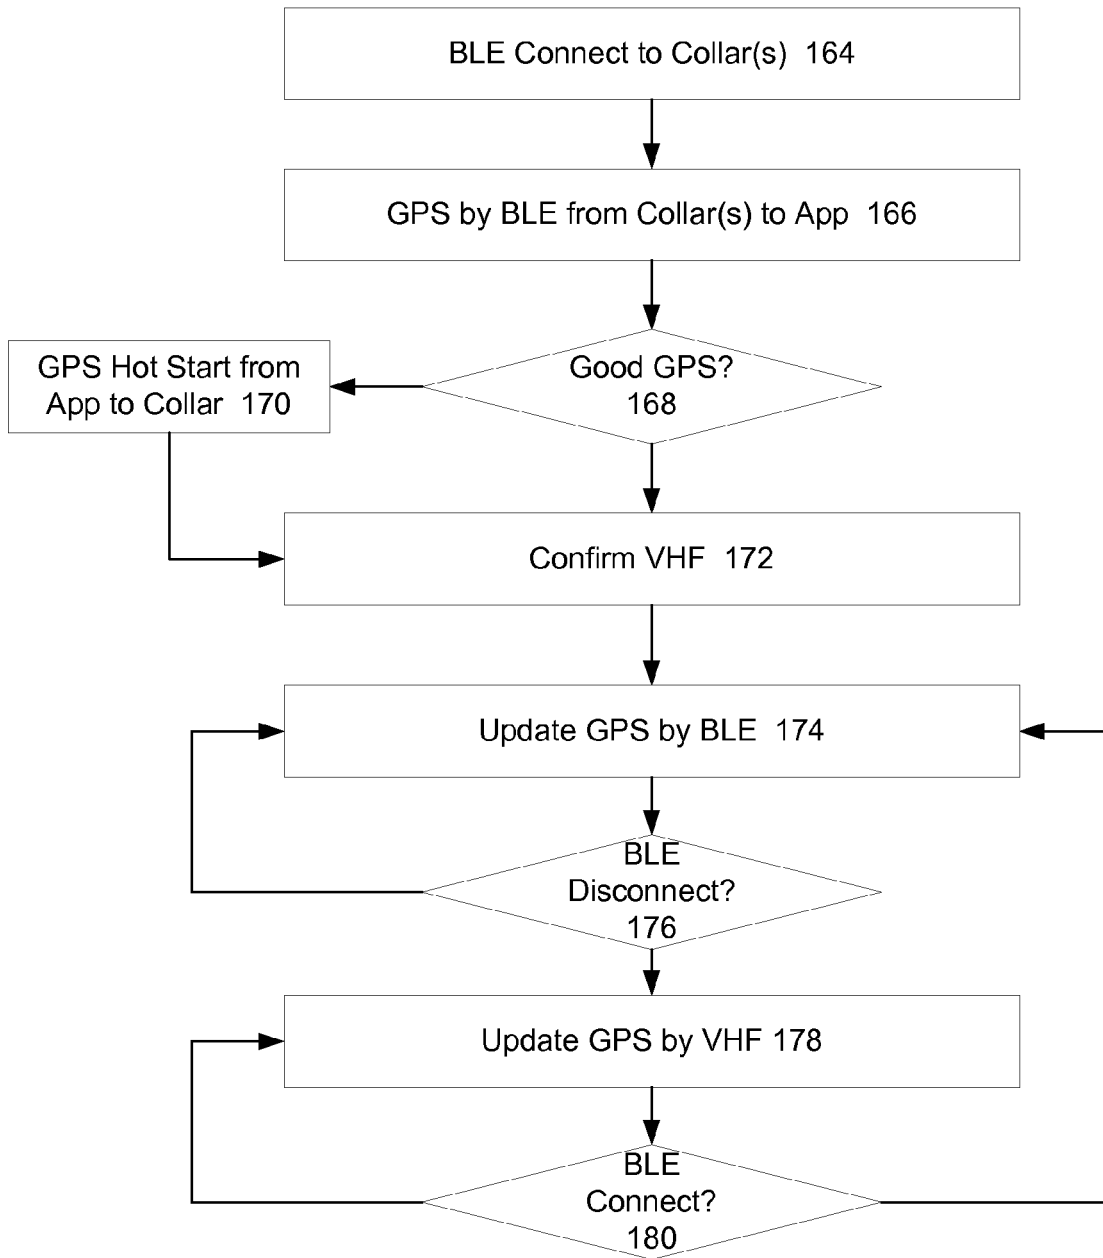 BLE Connect to Collar(s) 164
GPS by BLE from Collar(s) to App 166
Good GPS?
168
GPS Hot Start from
App to Collar 170
Confirm VHF 172
Update GPS by BLE 174
BLE
Disconnect?
176
Update GPS by VHF 178
BLE
Connect?
180